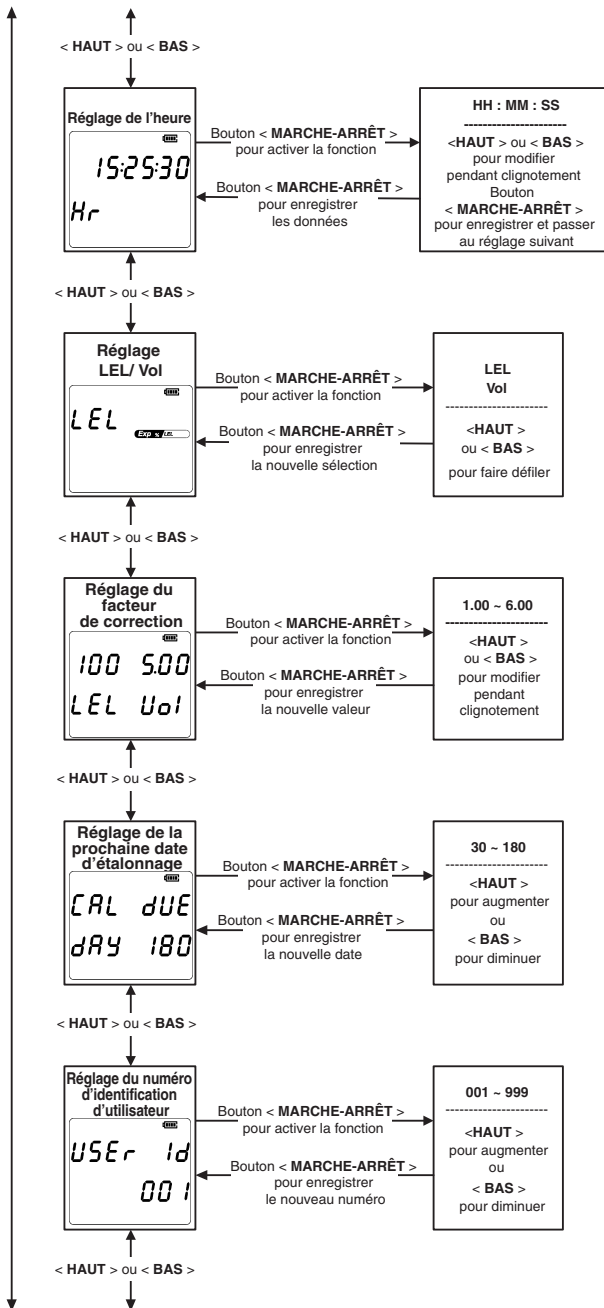 < HAUT > ou < BAS >
Réglage de l'heure
15:25:30
Hr
Bouton < MARCHE-ARRÊT >
pour activer la fonction
Bouton < MARCHE-ARRÊT >
pour enregistrer
les données
HH : MM : SS
----------------------
<HAUT > ou < BAS >
pour modifier
pendant clignotement
Bouton
< MARCHE-ARRÊT >
pour enregistrer et passer
au réglage suivant
< HAUT > ou < BAS >
Réglage
LEL/ Vol
LEL
Exp % LEL
Bouton < MARCHE-ARRÊT >
pour activer la fonction
Bouton < MARCHE-ARRÊT >
pour enregistrer
la nouvelle sélection
LEL
Vol
----------------------
<HAUT >
ou < BAS >
pour faire défiler
< HAUT > ou < BAS >
Réglage du
facteur
de correction
100 5.00
LEL Vol
Bouton < MARCHE-ARRÊT >
pour activer la fonction
Bouton < MARCHE-ARRÊT >
pour enregistrer
la nouvelle valeur
1.00 ~ 6.00
----------------------
<HAUT >
ou < BAS >
pour modifier
pendant
clignotement
< HAUT > ou < BAS >
Réglage de la
prochaine date
d'étalonnage
CAL dUE
dAY 180
Bouton < MARCHE-ARRÊT >
pour activer la fonction
Bouton < MARCHE-ARRÊT >
pour enregistrer
la nouvelle date
30 ~ 180
----------------------
<HAUT >
pour augmenter
ou
< BAS >
pour diminuer
< HAUT > ou < BAS >
Réglage du numéro
d'identification
d'utilisateur
USEr Id
001
Bouton < MARCHE-ARRÊT >
pour activer la fonction
Bouton < MARCHE-ARRÊT >
pour enregistrer
le nouveau numéro
001 ~ 999
----------------------
<HAUT >
pour augmenter
ou
< BAS >
pour diminuer
< HAUT > ou < BAS >